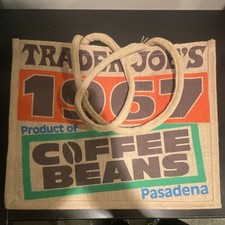 TRADER JOE'S
1967
Product of
COFFEE
BEANS
Pasadena